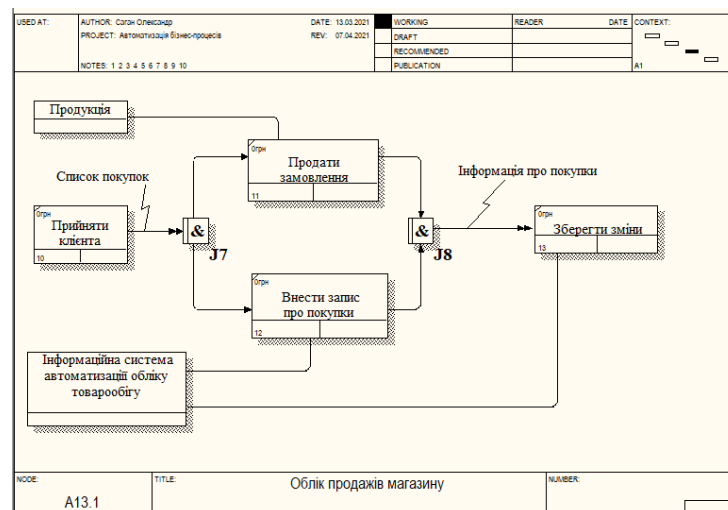 USED AT:
AUTHOR: Саган Олександр
DATE: 13.03.2021
WORKING
READER
DATE
CONTEXT:
PROJECT: Автоматизація бізнес-процесів
REV: 07.04.2021
DRAFT
RECOMMENDED
NOTES: 1 2 3 4 5 6 7 8 9 10
PUBLICATION
A1
Продукція
0грн
Продати
замовлення
11
Список покупок
Інформація про покупки
0грн
Прийняти
клієнта
10
&
J7
&
J8
0грн
Зберегти зміни
13
0грн
Внести запис
про покупки
12
Інформаційна система
автоматизації обліку
товарообігу
NODE:
A13.1
TITLE:
Облік продажів магазину
NUMBER: